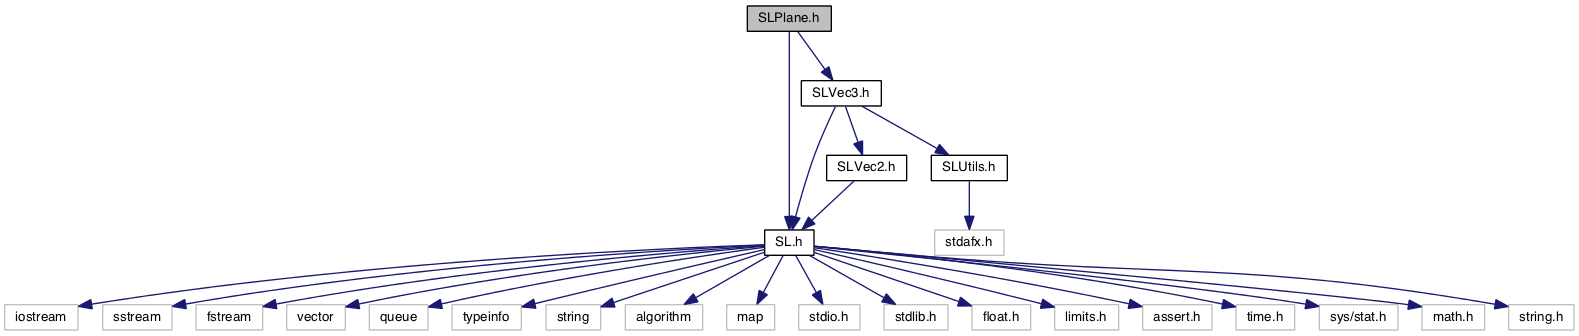 SLPlane.h
SLVec3.h
SLVec2.h
SLUtils.h
SL.h
stdafx.h
iostream
sstream
fstream
vector
queue
typeinfo
string
algorithm
map
stdio.h
stdlib.h
float.h
limits.h
assert.h
time.h
sys/stat.h
math.h
string.h